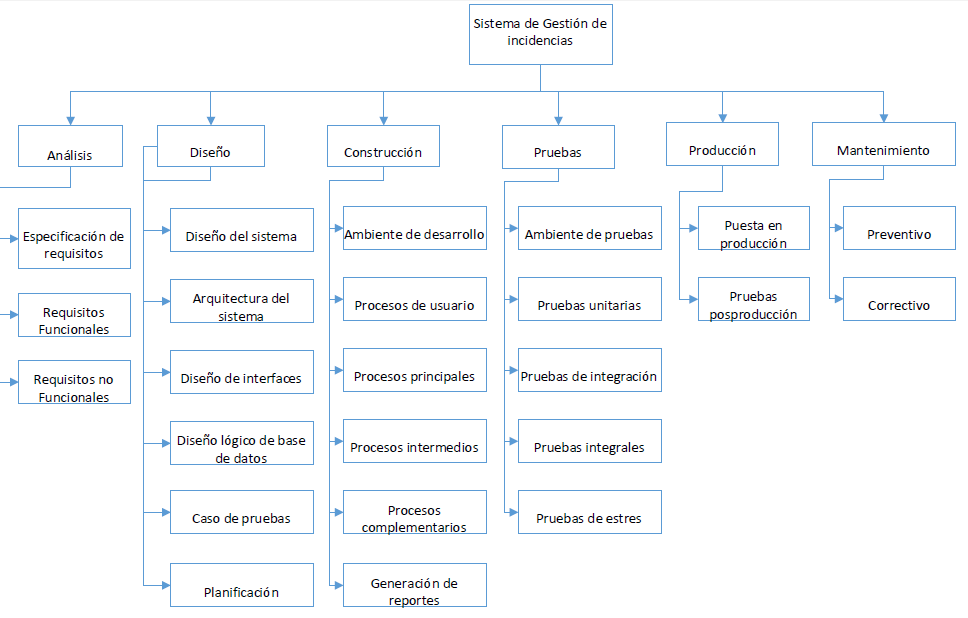 Sistema de Gestión de
incidencias
Análisis
Diseño
Construcción
Pruebas
Producción
Mantenimiento
Especificación de
requisitos
Requisitos
Funcionales
Requisitos no
Funcionales
Diseño del sistema
Arquitectura del
sistema
Diseño de interfaces
Diseño lógico de base
de datos
Caso de pruebas
Planificación
Ambiente de desarrollo
Procesos de usuario
Procesos principales
Procesos intermedios
Procesos
complementarios
Generación de
reportes
Ambiente de pruebas
Pruebas unitarias
Pruebas de integración
Pruebas integrales
Pruebas de estres
Puesta en
producción
Pruebas
posproducción
Preventivo
Correctivo